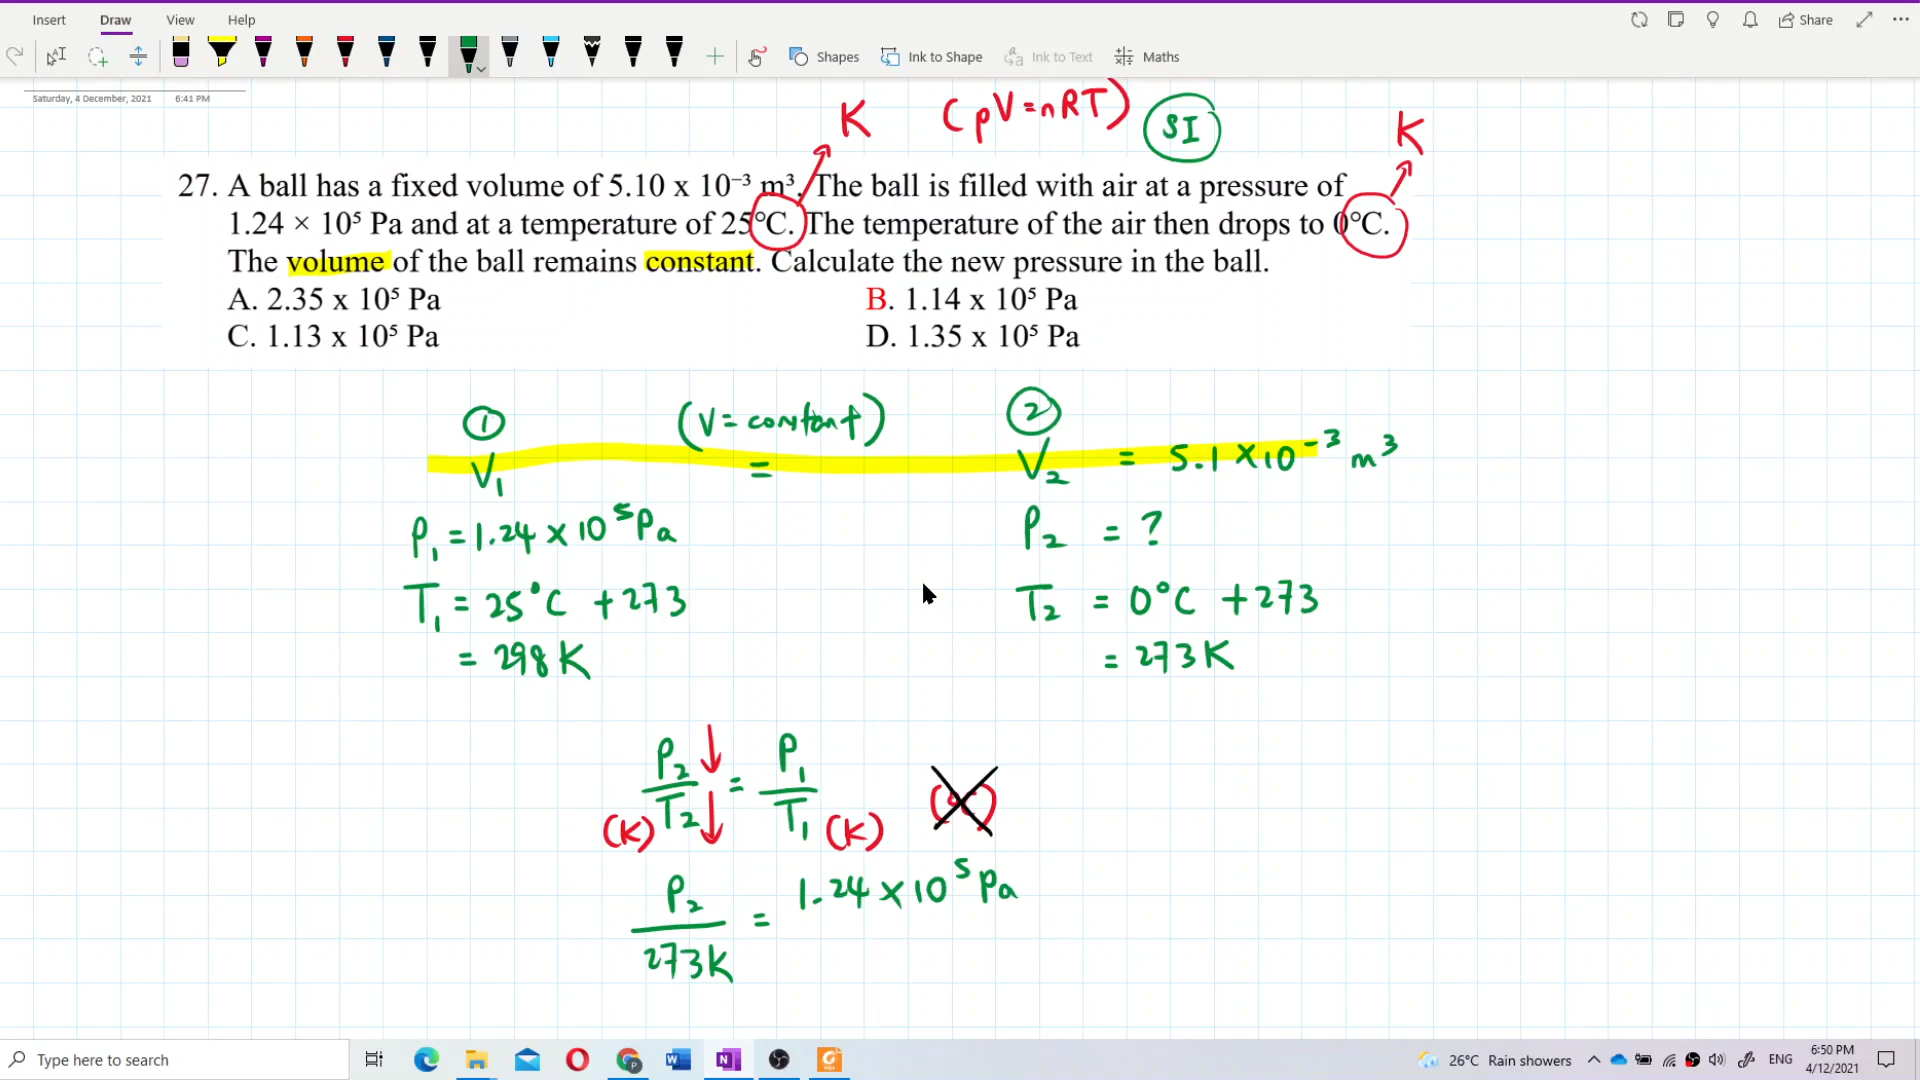 Insert Draw View Help
Share
Shapes Ink to Shape Ink to Text Maths
Saturday, 4 December, 2021 6:41 PM
K (pV=nRT) SI K
27. A ball has a fixed volume of 5.10 x 10⁻³ m³. The ball is filled with air at a pressure of
1.24 × 10⁵ Pa and at a temperature of 25°C. The temperature of the air then drops to 0°C.
The volume of the ball remains constant. Calculate the new pressure in the ball.
A. 2.35 x 10⁵ Pa B. 1.14 x 10⁵ Pa
C. 1.13 x 10⁵ Pa D. 1.35 x 10⁵ Pa
① (V = constant) ②
V₁ = V₂ = 5.1 × 10⁻³ m³
P₁ = 1.24 × 10⁵ Pa P₂ = ?
T₁ = 25°C + 273 T₂ = 0°C + 273
= 298 K = 273 K
P₂ ↓ = P₁
T₂ ↓ T₁
(K) (K)
P₂ = 1.24 × 10⁵ Pa
273K
Type here to search
26°C Rain showers ENG 6:50 PM
4/12/2021